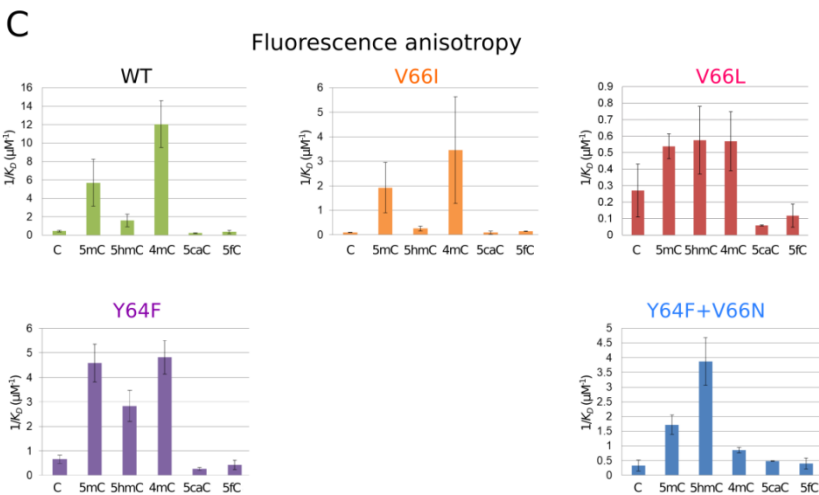 C
Fluorescence anisotropy
WT
1/K_D (µM⁻¹)
16
14
12
10
8
6
4
2
0
C 5mC 5hmC 4mC 5caC 5fC
V66I
1/K_D (µM⁻¹)
6
5
4
3
2
1
0
C 5mC 5hmC 4mC 5caC 5fC
V66L
1/K_D (µM⁻¹)
0.9
0.8
0.7
0.6
0.5
0.4
0.3
0.2
0.1
0
C 5mC 5hmC 4mC 5caC 5fC
Y64F
1/K_D (µM⁻¹)
6
5
4
3
2
1
0
C 5mC 5hmC 4mC 5caC 5fC
Y64F+V66N
1/K_D (µM⁻¹)
5
4.5
4
3.5
3
2.5
2
1.5
1
0.5
0
C 5mC 5hmC 4mC 5caC 5fC